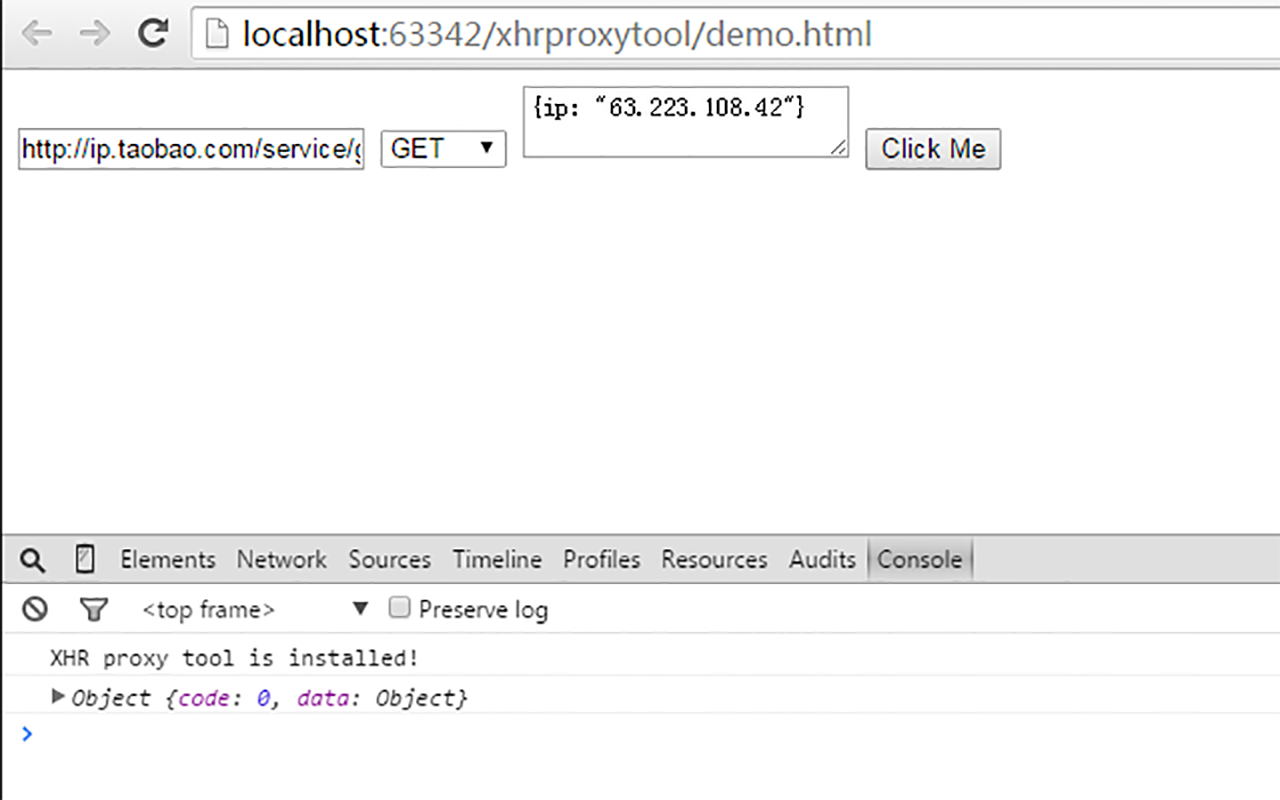 localhost:63342/xhrproxytool/demo.html
{ip: "63.223.108.42"}
http://ip.taobao.com/service/g GET Click Me
Elements Network Sources Timeline Profiles Resources Audits Console
<top frame> Preserve log
XHR proxy tool is installed!
Object {code: 0, data: Object}